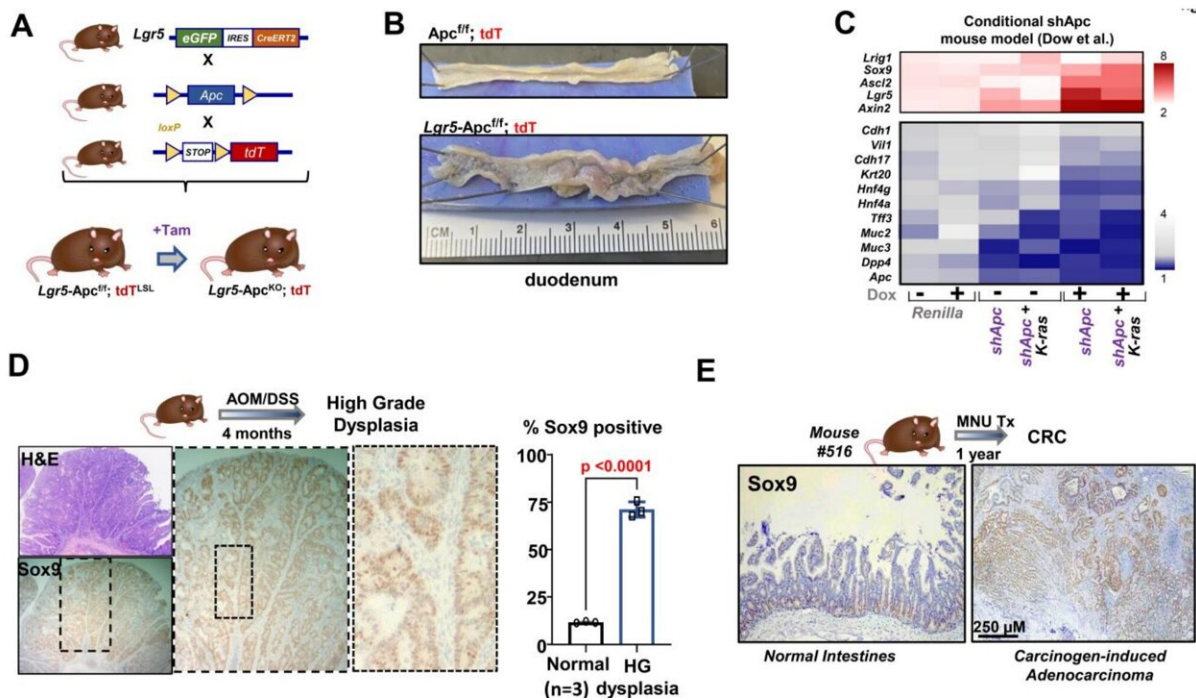 A
Lgr5 eGFP IRES CreERT2
X
Apc
X
loxP
STOP tdT
+Tam
Lgr5-Apcf/f; tdTLSL
Lgr5-ApcKO; tdT
B
Apcf/f; tdT
Lgr5-Apcf/f; tdT
CM 1 2 3 4 5 6
duodenum
C
Conditional shApc
mouse model (Dow et al.)
Lrig1
Sox9
Ascl2
Lgr5
Axin2
8
2
Cdh1
Vil1
Cdh17
Krt20
Hnf4g
Hnf4a
Tff3
Muc2
Muc3
Dpp4
Apc
4
1
Dox - + - - + +
Renilla
shApc
shApc +
K-ras
shApc
shApc +
K-ras
D
AOM/DSS
4 months
High Grade
Dysplasia
H&E
Sox9
% Sox9 positive
p <0.0001
100
75
50
25
0
Normal HG
(n=3) dysplasia
E
Mouse
#516
MNU Tx
1 year
CRC
Sox9
250 µM
Normal Intestines
Carcinogen-induced
Adenocarcinoma